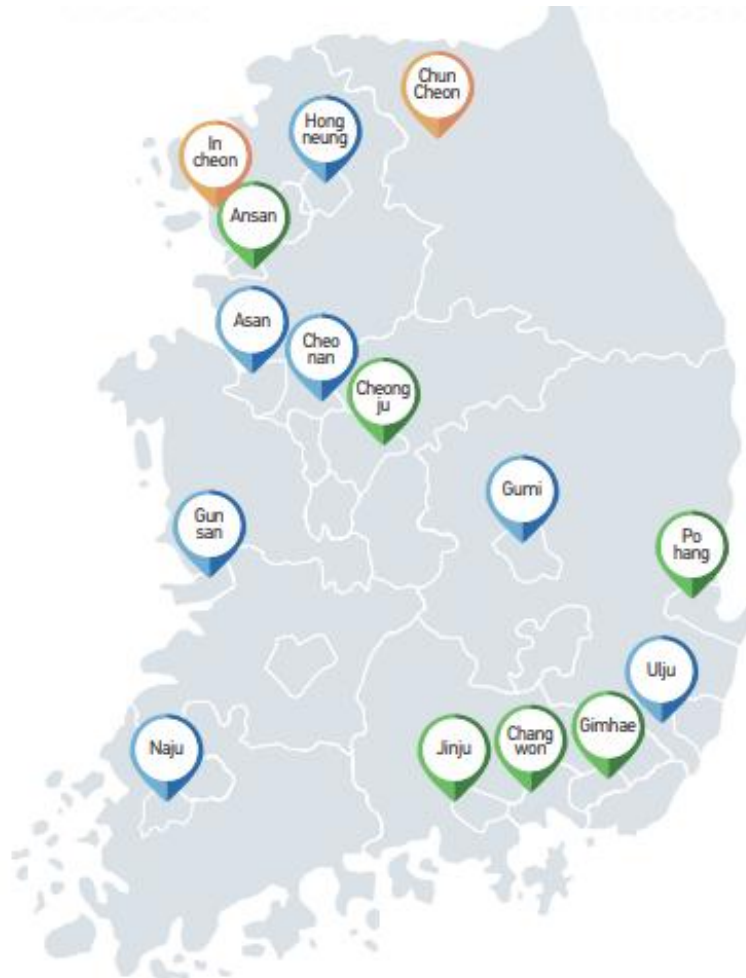 Chun
Cheon
Hong
neung
In
cheon
Ansan
Asan
Cheo
nan
Cheong
ju
Gumi
Gun
san
Po
hang
Ulju
Naju
Jinju
Chang
won
Gimhae